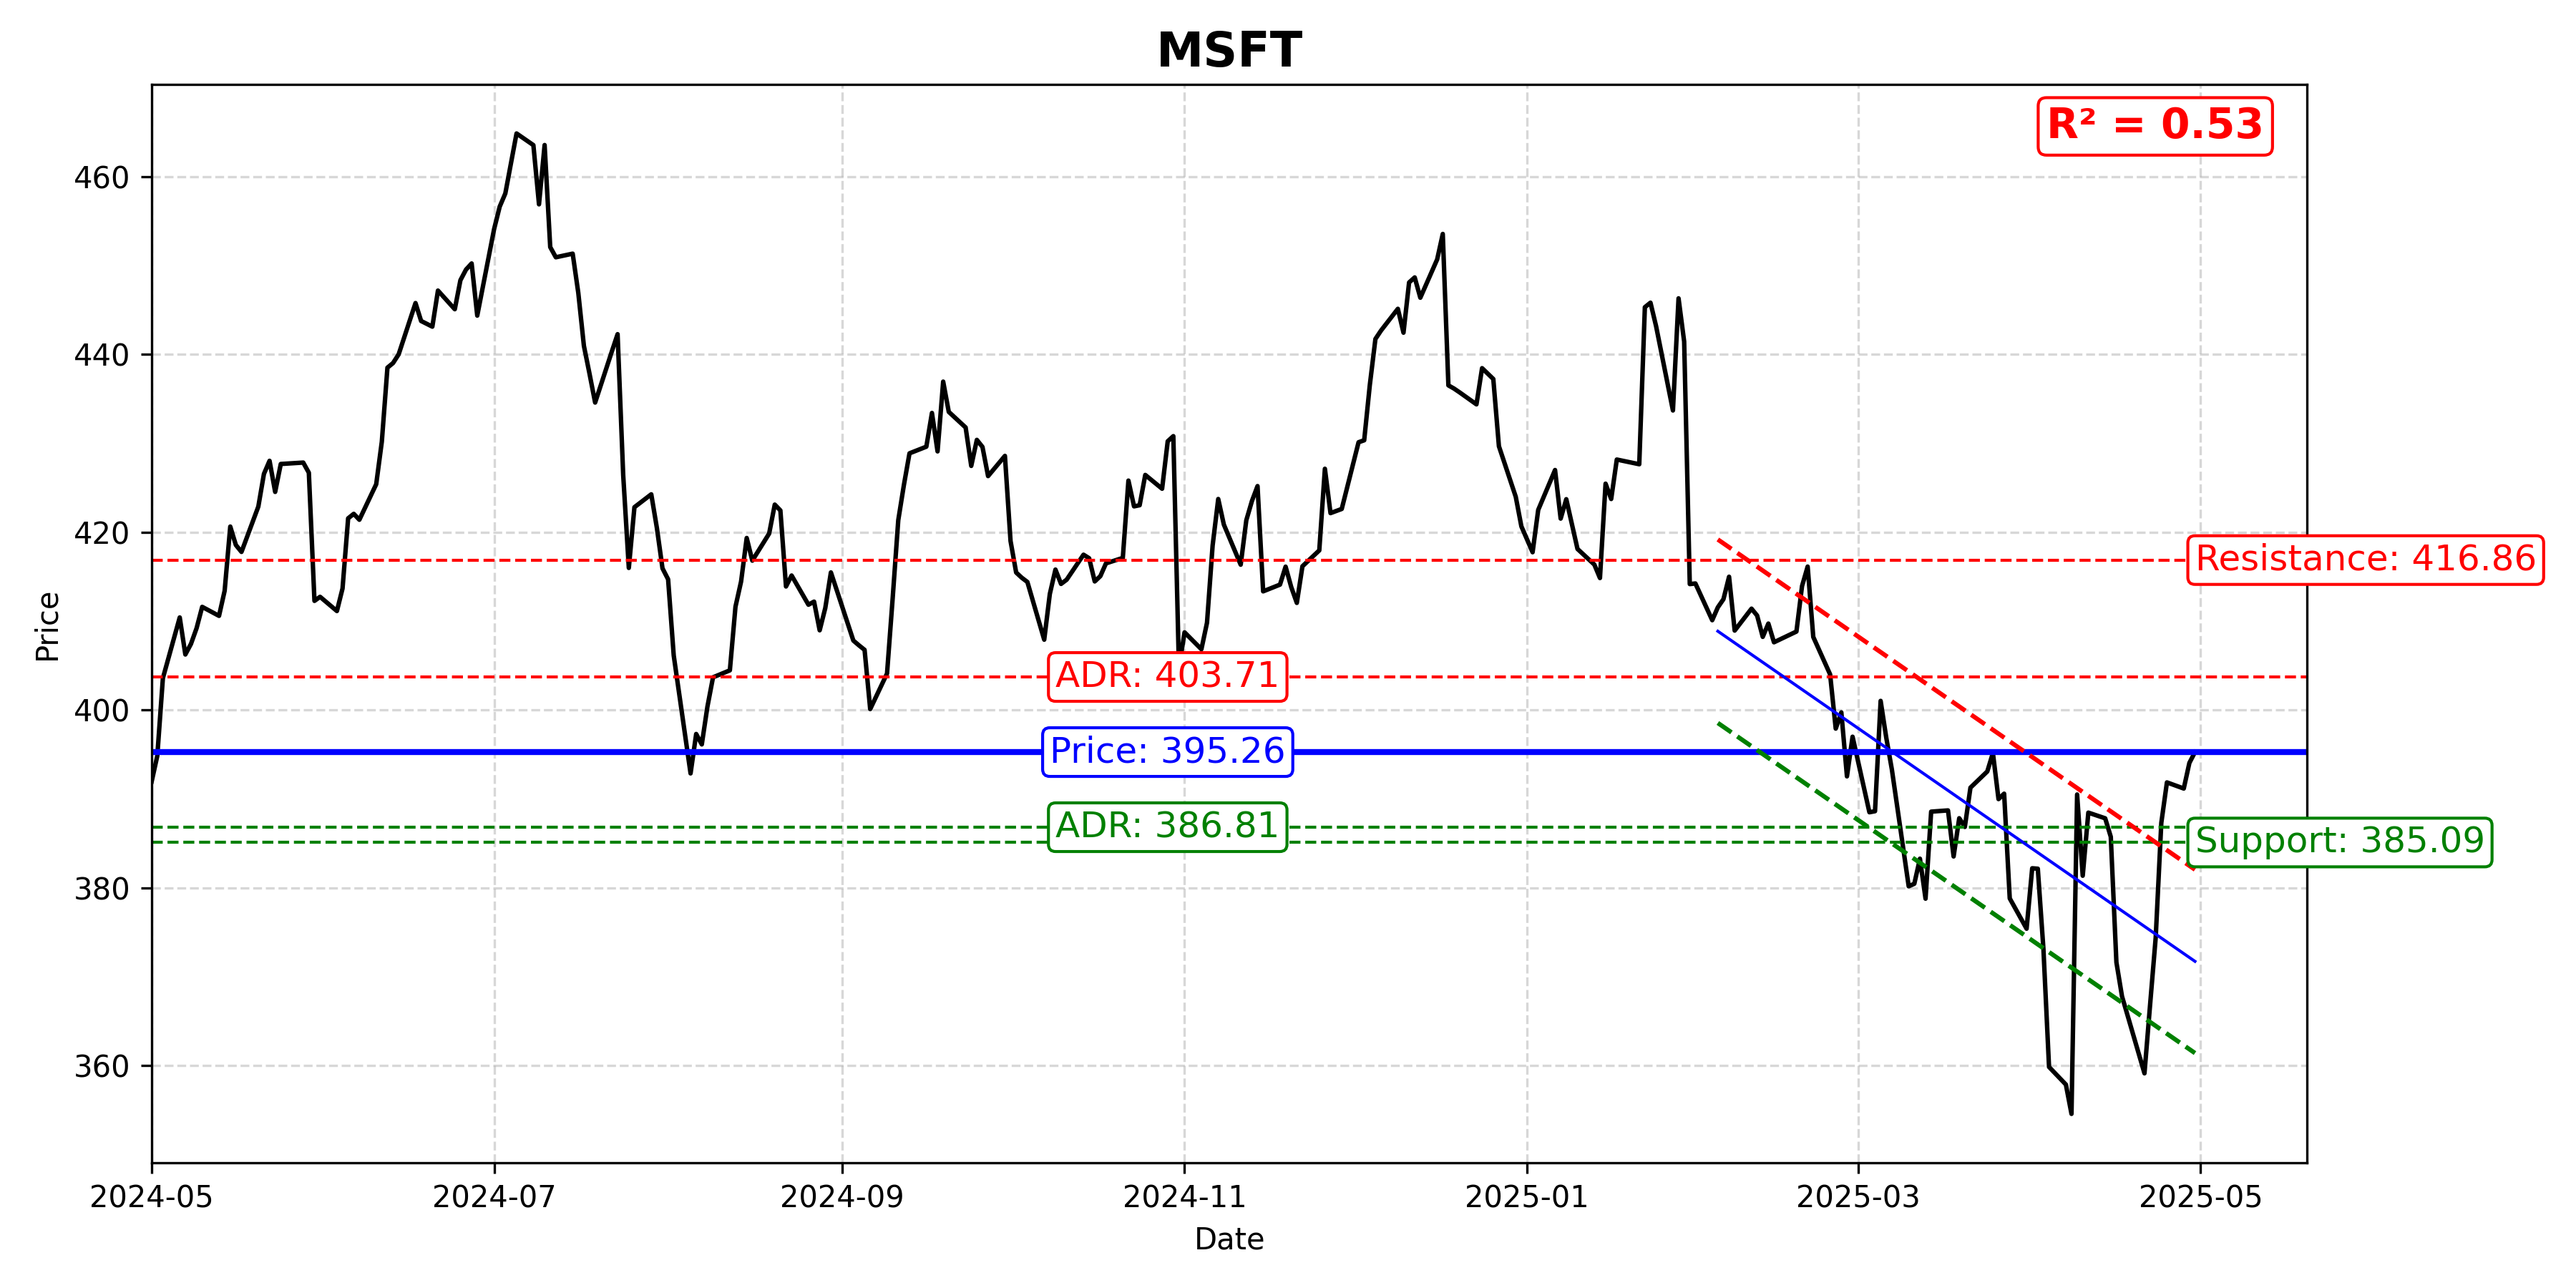 MSFT
R² = 0.53
460
440
420
400
380
360
Price
Resistance: 416.86
ADR: 403.71
Price: 395.26
ADR: 386.81
Support: 385.09
2024-05
2024-07
2024-09
2024-11
2025-01
2025-03
2025-05
Date